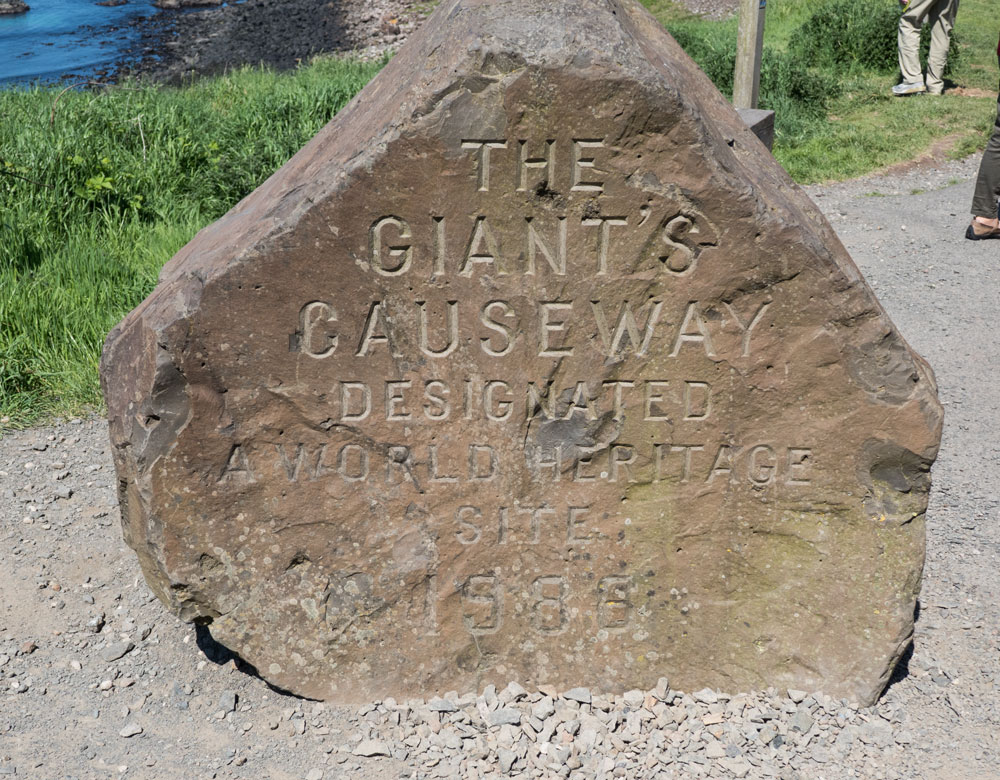 THE
GIANT'S
CAUSEWAY
DESIGNATED
A WORLD HERITAGE
SITE
1986